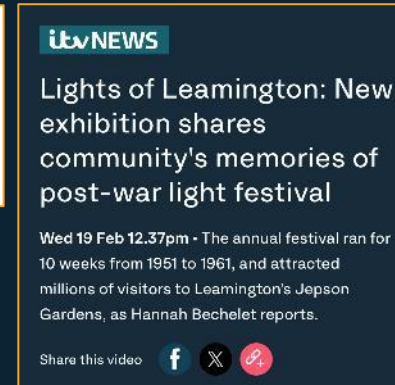 itvNEWS
Lights of Leamington: New
exhibition shares
community's memories of
post-war light festival
Wed 19 Feb 12.37pm - The annual festival ran for
10 weeks from 1951 to 1961, and attracted
millions of visitors to Leamington's Jepson
Gardens, as Hannah Bechelet reports.
Share this video